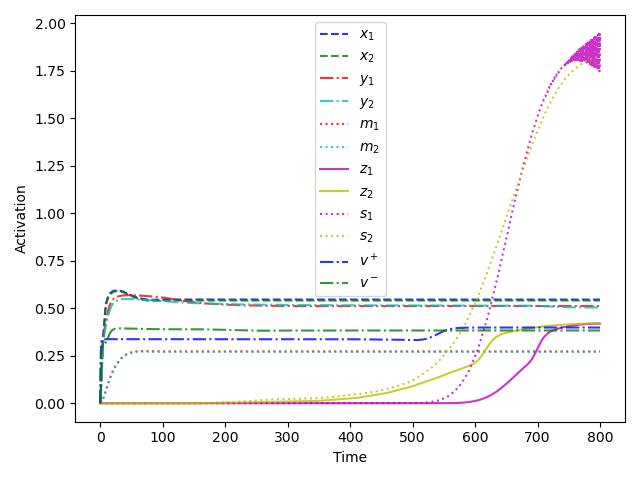 2.00
1.75
1.50
1.25
1.00
0.75
0.50
0.25
0.00
Activation
x₁
x₂
y₁
y₂
m₁
m₂
z₁
z₂
s₁
s₂
v⁺
v⁻
0 100 200 300 400 500 600 700 800
Time